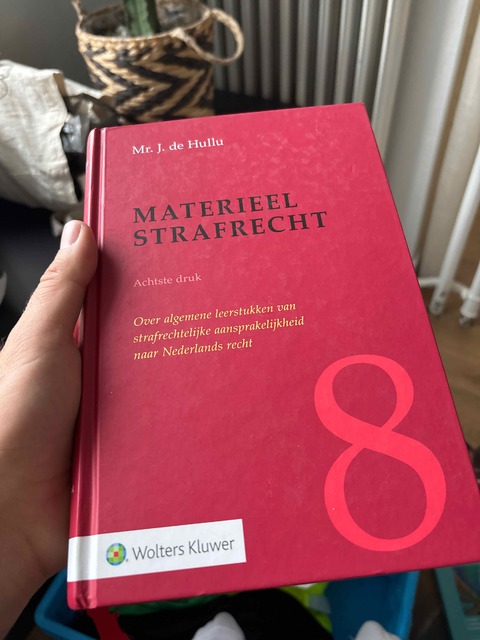 Mr. J. de Hullu
MATERIEEL
STRAFRECHT
Achtste druk
Over algemene leerstukken van
strafrechtelijke aansprakelijkheid
naar Nederlands recht
8
Wolters Kluwer